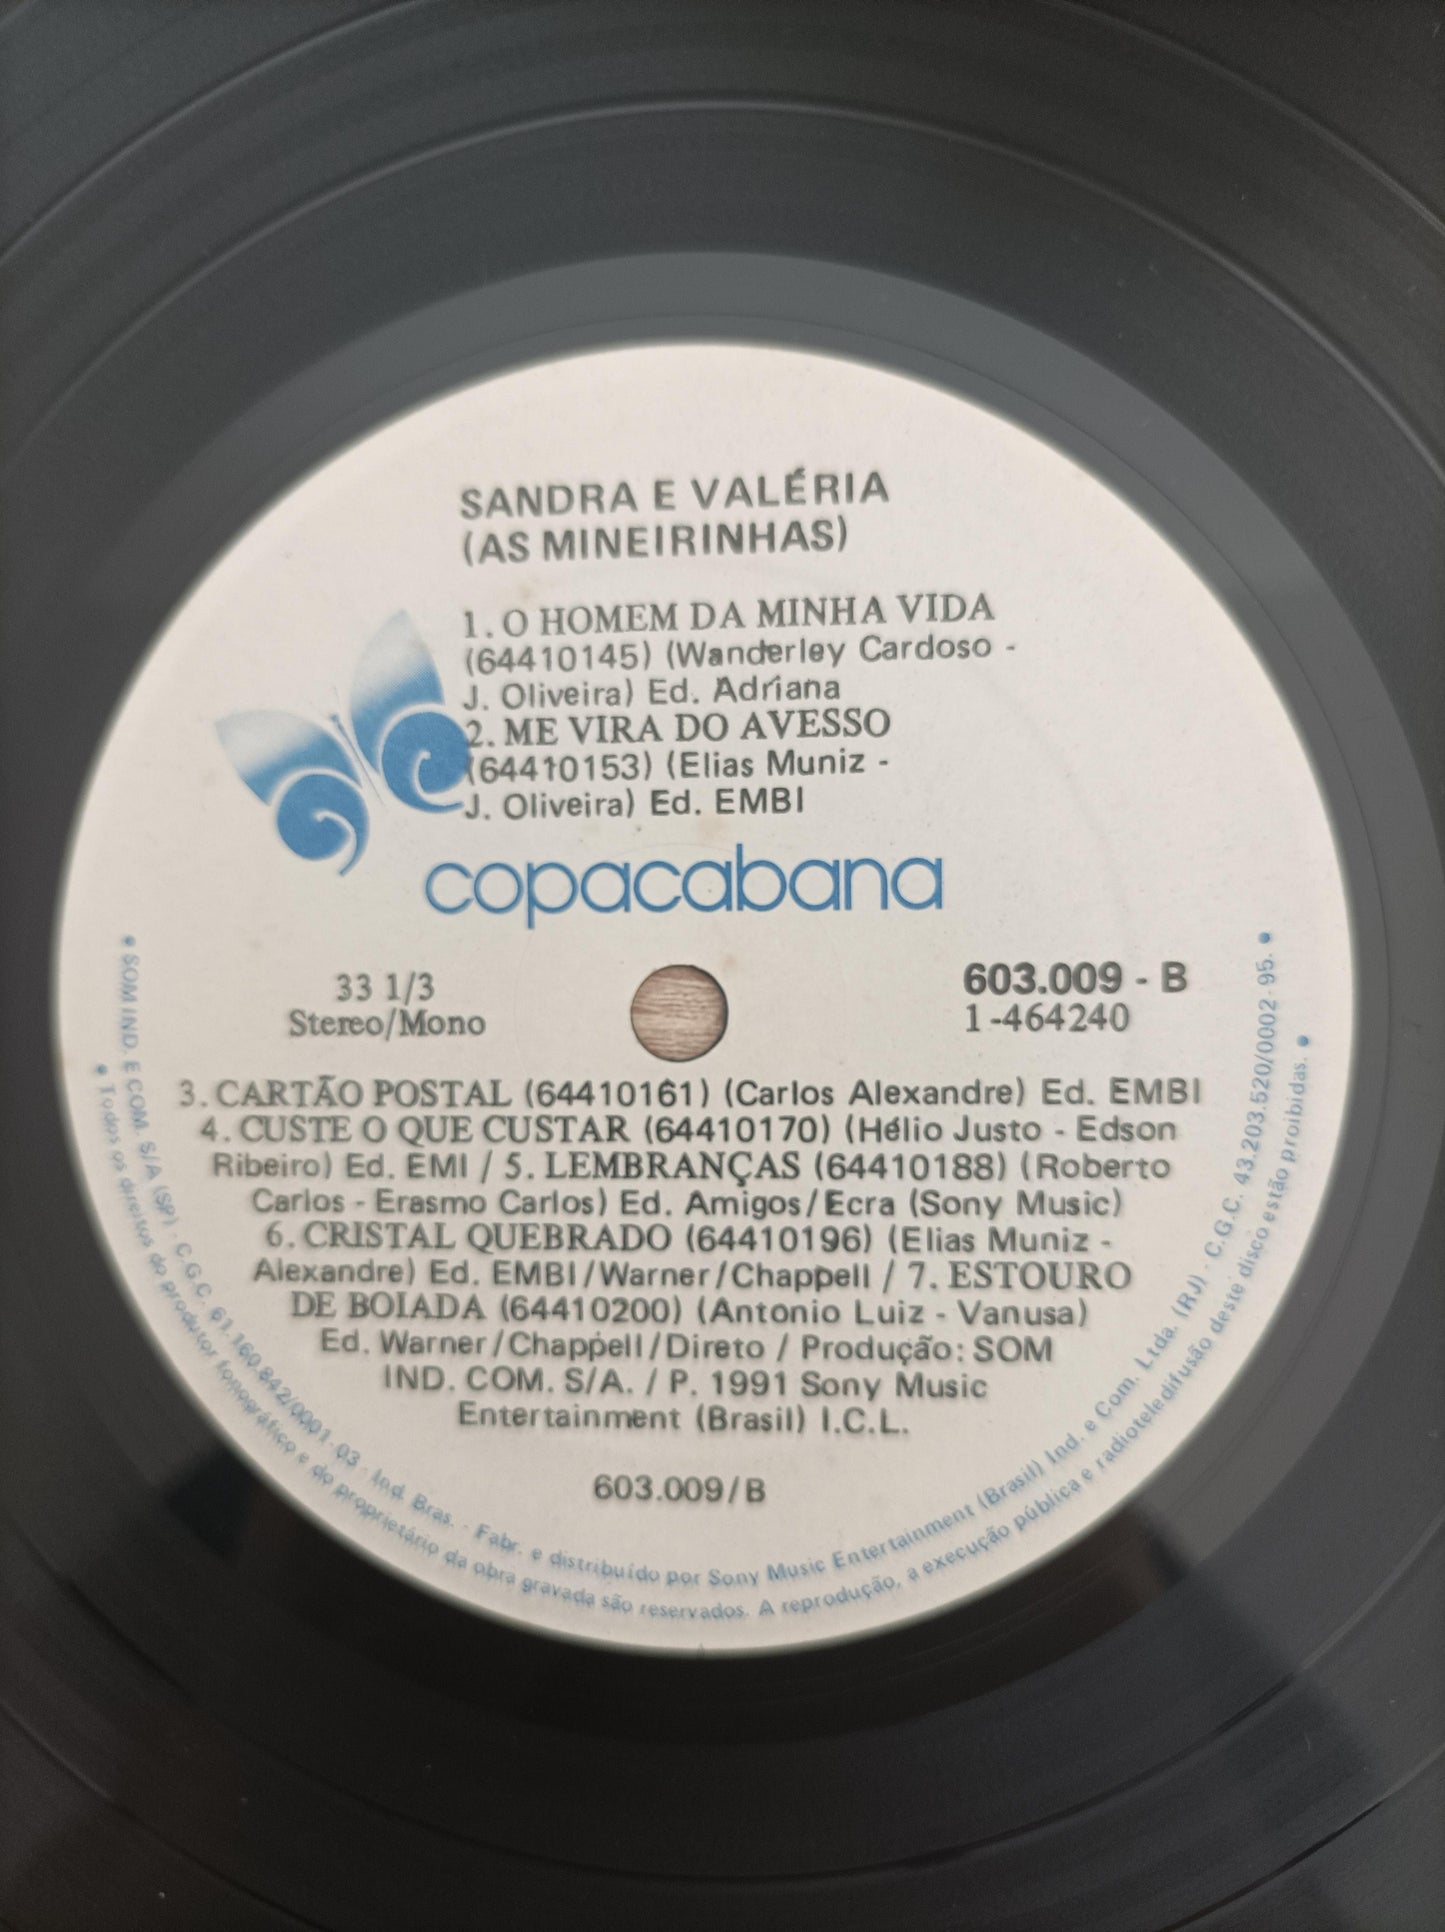 SANDRA E VALÉRIA
(AS MINEIRINHAS)
1. O HOMEM DA MINHA VIDA
(64410145) (Wanderley Cardoso -
J. Oliveira) Ed. Adriana
2. ME VIRA DO AVESSO
(64410153) (Elias Muniz -
J. Oliveira) Ed. EMBI
copacabana
33 1/3
Stereo/Mono
603.009 - B
1-464240
3. CARTÃO POSTAL (64410161) (Carlos Alexandre) Ed. EMBI
4. CUSTE O QUE CUSTAR (64410170) (Hélio Justo - Edson
Ribeiro) Ed. EMI / 5. LEMBRANÇAS (64410188) (Roberto
Carlos - Erasmo Carlos) Ed. Amigos/Ecra (Sony Music)
6. CRISTAL QUEBRADO (64410196) (Elias Muniz -
Alexandre) Ed. EMBI/Warner/Chappell / 7. ESTOURO
DE BOIADA (64410200) (Antonio Luiz - Vanusa)
Ed. Warner/Chappell/Direto / Produção: SOM
IND. COM. S/A. / P. 1991 Sony Music
Entertainment (Brasil) I.C.L.
603.009/B
• SOM IND. E COM. S/A (SP) - C.G.C. 61.160.842/0001-03 - Ind. Bras. - Fabr. e distribuído por Sony Music Entertainment (Brasil) Ind. e Com. Ltda. (RJ) - C.G.C. 43.203.520/0002-95. •
• Todos os direitos do produtor fonográfico e do proprietário da obra gravada são reservados. A reprodução, a execução pública e radioteledifusão deste disco estão proibidas. •